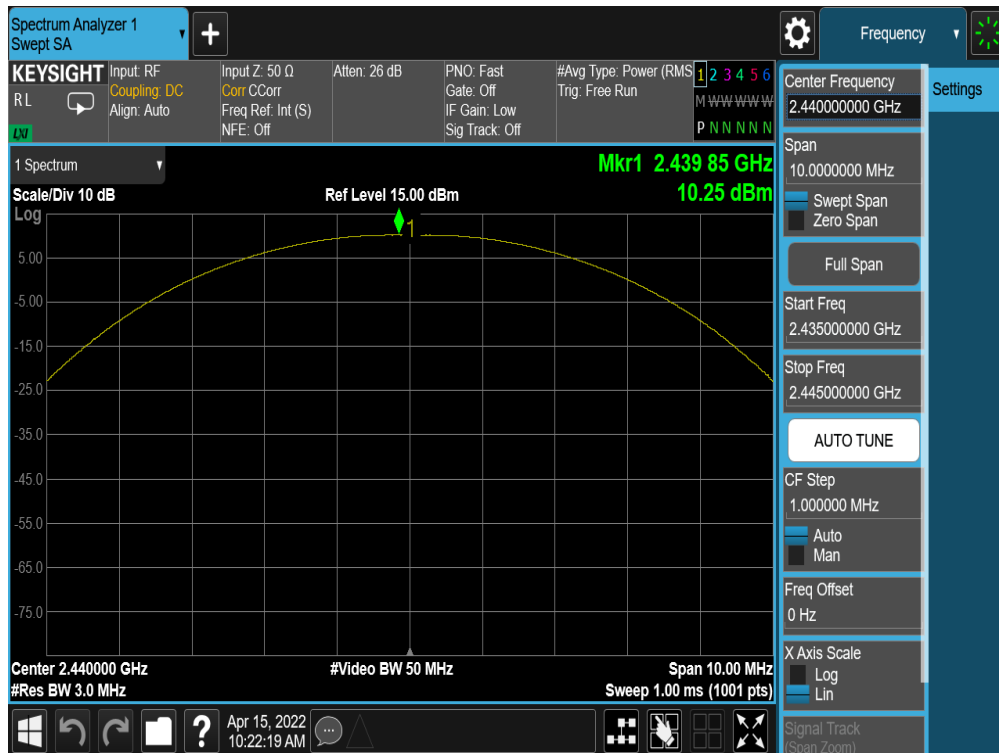 Spectrum Analyzer 1
Swept SA
+
Frequency
KEYSIGHT
RL
LXI
Input: RF
Coupling: DC
Align: Auto
Input Z: 50 Ω
Corr CCorr
Freq Ref: Int (S)
NFE: Off
Atten: 26 dB
PNO: Fast
Gate: Off
IF Gain: Low
Sig Track: Off
#Avg Type: Power (RMS
Trig: Free Run
1 2 3 4 5 6
M W W W W W
P N N N N N
1 Spectrum
Scale/Div 10 dB
Log
Ref Level 15.00 dBm
Mkr1 2.439 85 GHz
10.25 dBm
1
5.00
-5.00
-15.0
-25.0
-35.0
-45.0
-55.0
-65.0
-75.0
Center 2.440000 GHz
#Res BW 3.0 MHz
#Video BW 50 MHz
Span 10.00 MHz
Sweep 1.00 ms (1001 pts)
Center Frequency
2.440000000 GHz
Settings
Span
10.0000000 MHz
Swept Span
Zero Span
Full Span
Start Freq
2.435000000 GHz
Stop Freq
2.445000000 GHz
AUTO TUNE
CF Step
1.000000 MHz
Auto
Man
Freq Offset
0 Hz
X Axis Scale
Log
Lin
Signal Track
(Span Zoom)
?
Apr 15, 2022
10:22:19 AM